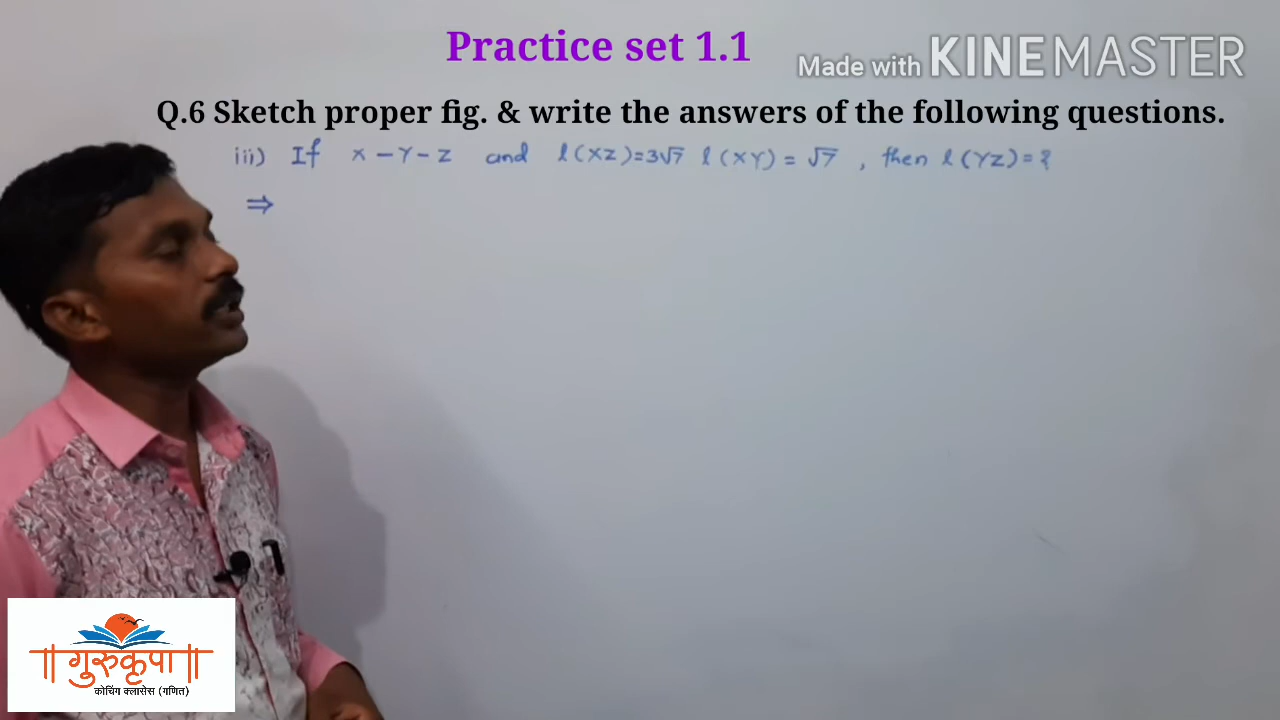 Practice set 1.1
Made with KINEMASTER
Q.6 Sketch proper fig. & write the answers of the following questions.
iii) If X - Y - Z and l(XZ)=3√7 l(XY) = √7 , then l(YZ)=?
⇒
॥ गुरुकृपा ॥
कोचिंग क्लासेस (गणित)